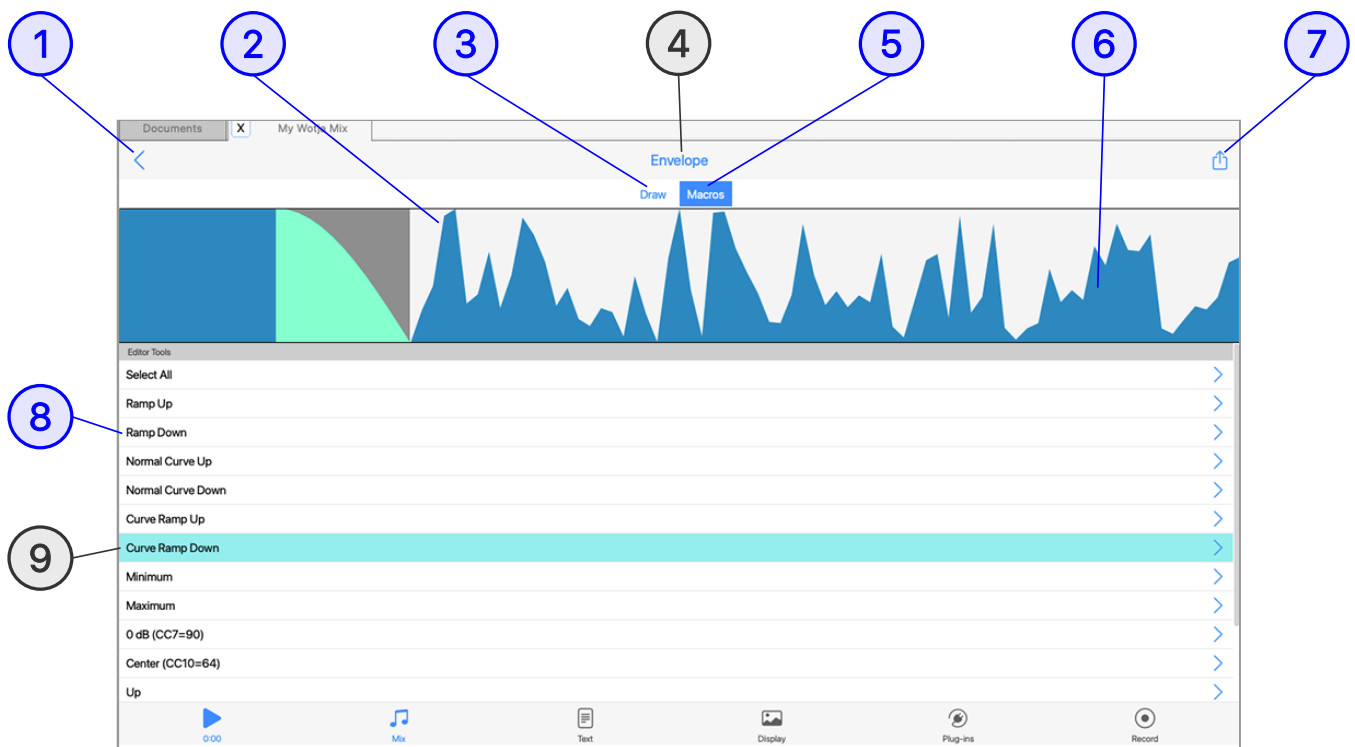 1 2 3 4 5 6 7
Documents X My Wotja Mix
Envelope
Draw Macros
Editor Tools
Select All
Ramp Up
8
Ramp Down
Normal Curve Up
Normal Curve Down
Curve Ramp Up
9
Curve Ramp Down
Minimum
Maximum
0 dB (CC7=90)
Center (CC10=64)
Up
0:00 Mix Text Display Plug-ins Record